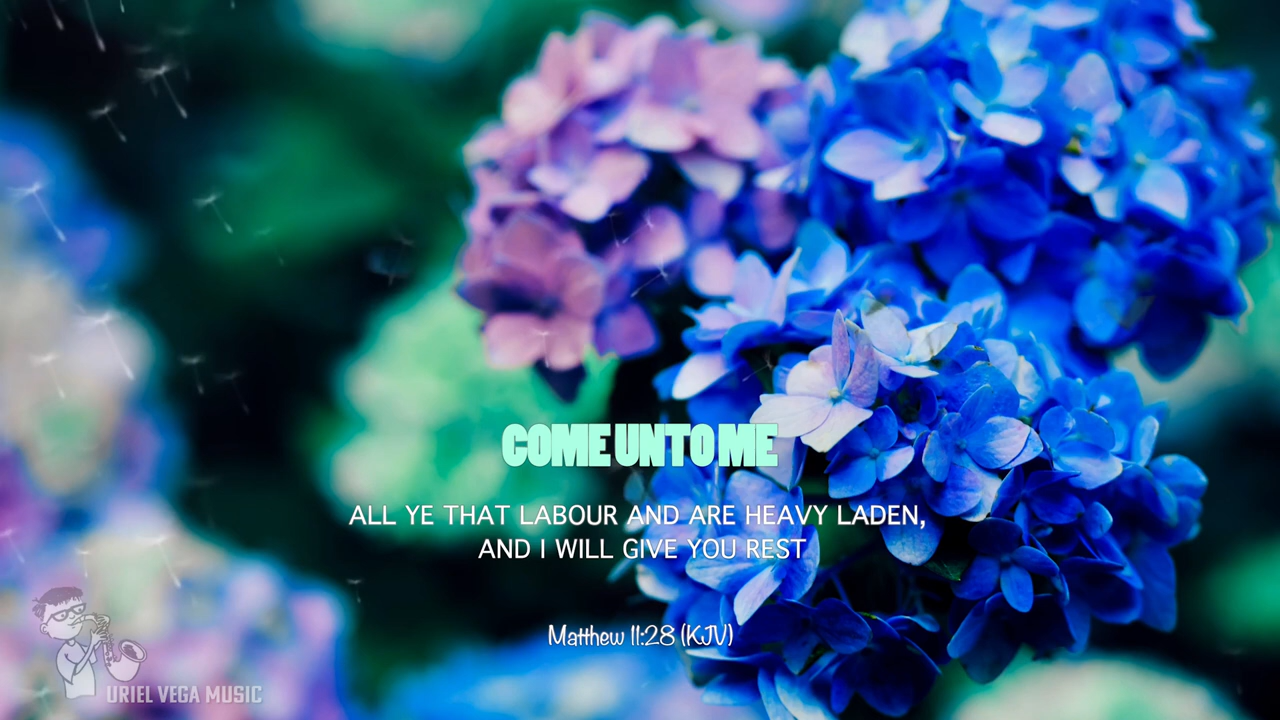 COME UNTO ME
ALL YE THAT LABOUR AND ARE HEAVY LADEN,
AND I WILL GIVE YOU REST
Matthew 11:28 (KJV)
URIEL VEGA MUSIC